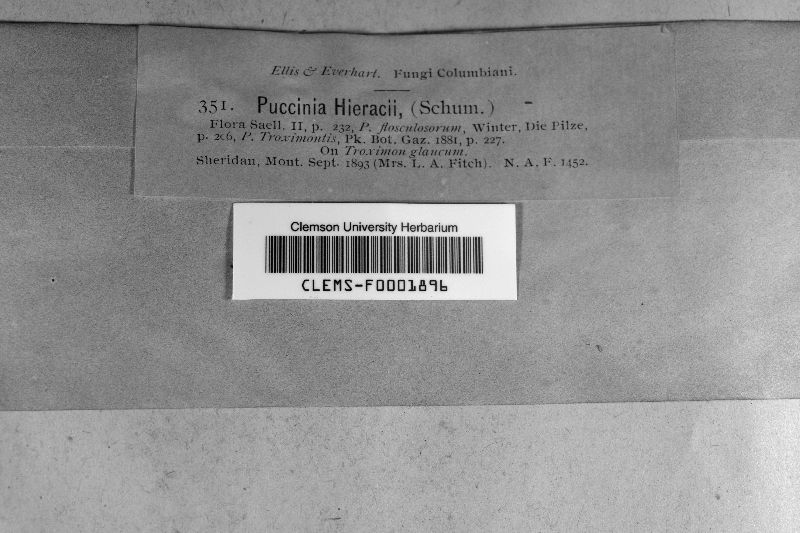 Ellis & Everhart. Fungi Columbiani.
351. Puccinia Hieracii, (Schum.) -
Flora Saell. II, p. 232, P. flosculosorum, Winter, Die Pilze,
p. 206, P. Troximontis, Pk. Bot. Gaz. 1881, p. 227.
On Troximon glaucum.
Sheridan, Mont. Sept. 1893 (Mrs. L. A. Fitch). N. A. F. 1452.
Clemson University Herbarium
CLEMS-F0001896